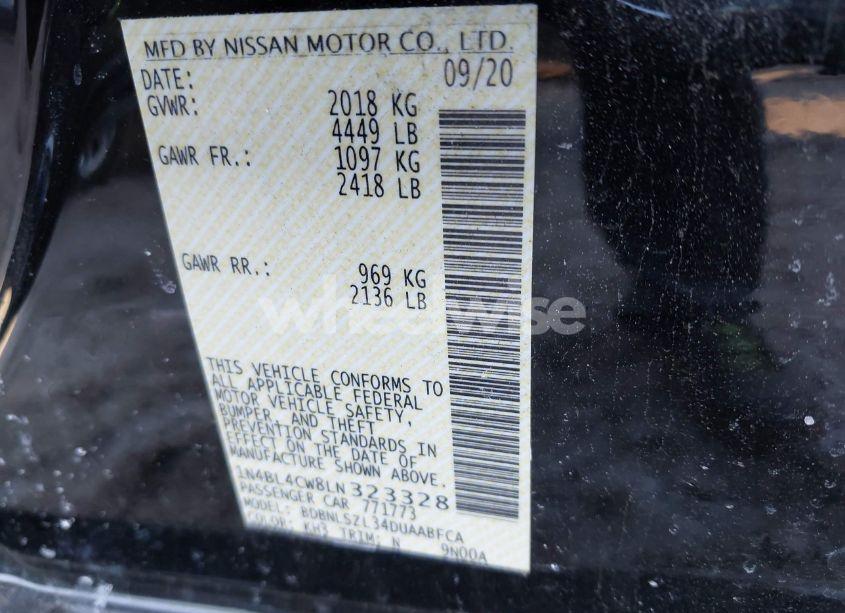 MFD BY NISSAN MOTOR CO., LTD.
DATE: 09/20
GVWR: 2018 KG
4449 LB
GAWR FR.: 1097 KG
2418 LB
GAWR RR.: 969 KG
2136 LB
wheelwise
THIS VEHICLE CONFORMS TO
ALL APPLICABLE FEDERAL
MOTOR VEHICLE SAFETY,
BUMPER, AND THEFT
PREVENTION STANDARDS IN
EFFECT ON THE DATE OF
MANUFACTURE SHOWN ABOVE.
1N4BL4CW8LN323328
PASSENGER CAR 771773
MODEL: BDBNLSZL34DUAABFCA
COLOR: KH3 TRIM: N 9N00A